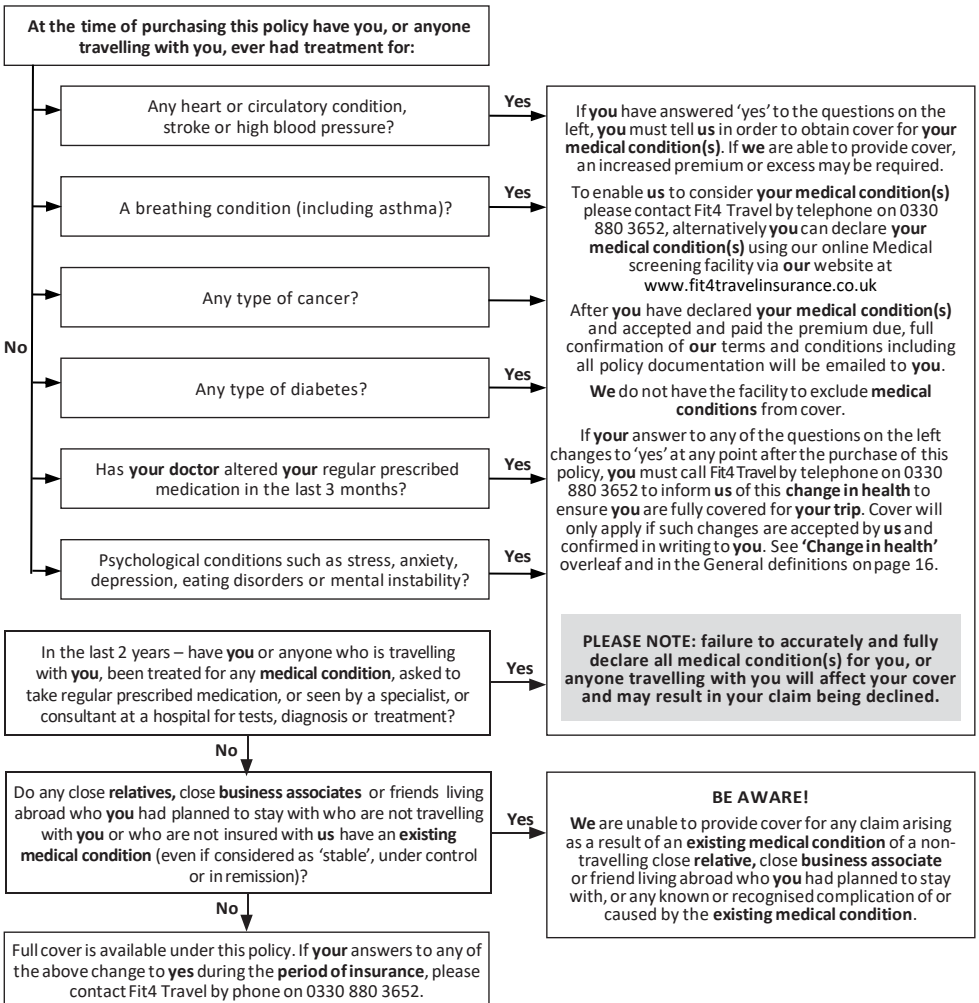 At the time of purchasing this policy have you, or anyone
travelling with you, ever had treatment for:
Any heart or circulatory condition,
stroke or high blood pressure?
Yes
A breathing condition (including asthma)?
Yes
Any type of cancer?
No
Any type of diabetes?
Yes
Has your doctor altered your regular prescribed
medication in the last 3 months?
Yes
Psychological conditions such as stress, anxiety,
depression, eating disorders or mental instability?
Yes
If you have answered ‘yes’ to the questions on the
left, you must tell us in order to obtain cover for your
medical condition(s). If we are able to provide cover,
an increased premium or excess may be required.
To enable us to consider your medical condition(s)
please contact Fit4 Travel by telephone on 0330
880 3652, alternatively you can declare your
medical condition(s) using our online Medical
screening facility via our website at
www.fit4travelinsurance.co.uk
After you have declared your medical condition(s)
and accepted and paid the premium due, full
confirmation of our terms and conditions including
all policy documentation will be emailed to you.
We do not have the facility to exclude medical
conditions from cover.
If your answer to any of the questions on the left
changes to ‘yes’ at any point after the purchase of this
policy, you must call Fit4 Travel by telephone on 0330
880 3652 to inform us of this change in health to
ensure you are fully covered for your trip. Cover will
only apply if such changes are accepted by us and
confirmed in writing to you. See ‘Change in health’
overleaf and in the General definitions on page 16.
PLEASE NOTE: failure to accurately and fully
declare all medical condition(s) for you, or
anyone travelling with you will affect your cover
and may result in your claim being declined.
In the last 2 years – have you or anyone who is travelling
with you, been treated for any medical condition, asked to
take regular prescribed medication, or seen by a specialist, or
consultant at a hospital for tests, diagnosis or treatment?
Yes
No
Do any close relatives, close business associates or friends living
abroad who you had planned to stay with who are not travelling
with you or who are not insured with us have an existing
medical condition (even if considered as ‘stable’, under control
or in remission)?
Yes
BE AWARE!
We are unable to provide cover for any claim arising
as a result of an existing medical condition of a non-
travelling close relative, close business associate
or friend living abroad who you had planned to stay
with, or any known or recognised complication of or
caused by the existing medical condition.
No
Full cover is available under this policy. If your answers to any of
the above change to yes during the period of insurance, please
contact Fit4 Travel by phone on 0330 880 3652.